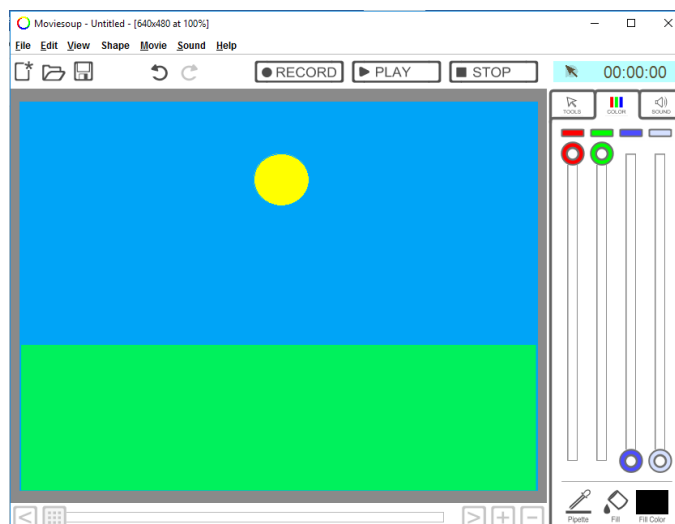 Moviesoup - Untitled - [640x480 at 100%]
File Edit View Shape Movie Sound Help
RECORD PLAY STOP 00:00:00
TOOLS COLOR SOUND
Pipette Fill Fill Color